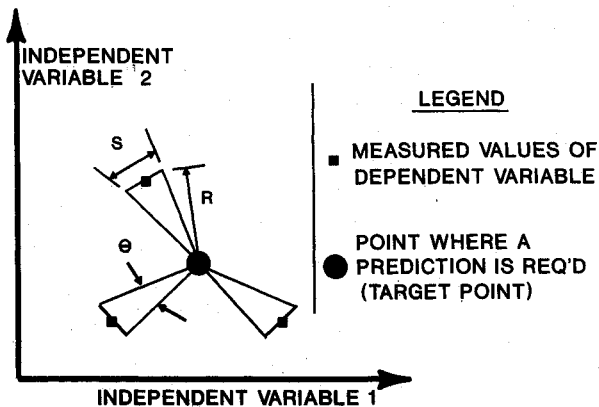 INDEPENDENT
VARIABLE 2
LEGEND
S
MEASURED VALUES OF
DEPENDENT VARIABLE
R
Θ
POINT WHERE A
PREDICTION IS REQ'D
(TARGET POINT)
INDEPENDENT VARIABLE 1